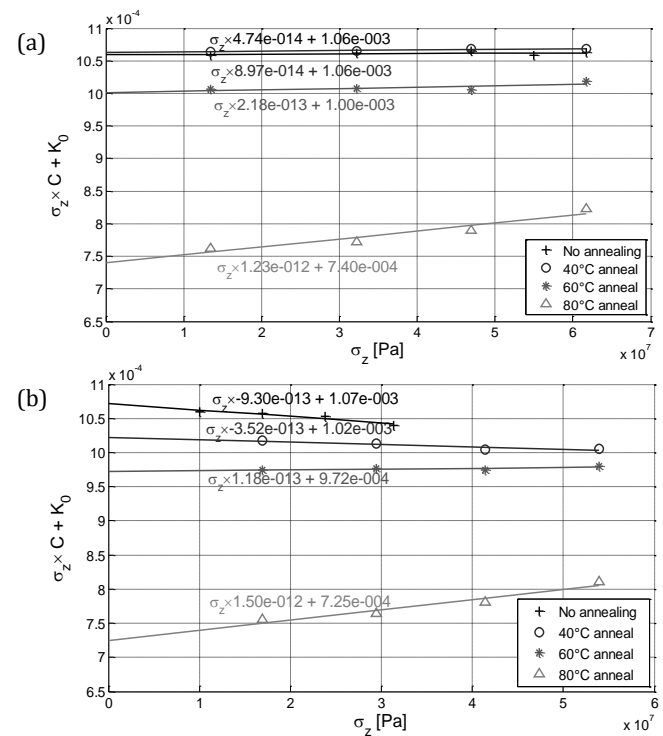 (a)
x 10⁻⁴
11
10.5
10
9.5
9
8.5
8
7.5
7
6.5
σz×4.74e-014 + 1.06e-003
σz×8.97e-014 + 1.06e-003
σz×2.18e-013 + 1.00e-003
σz×1.23e-012 + 7.40e-004
σz× C + K0
No annealing
40°C anneal
60°C anneal
80°C anneal
0 1 2 3 4 5 6 7
σz [Pa]
x 10⁷
(b)
x 10⁻⁴
11
10.5
10
9.5
9
8.5
8
7.5
7
6.5
σz×-9.30e-013 + 1.07e-003
σz×-3.52e-013 + 1.02e-003
σz×1.18e-013 + 9.72e-004
σz×1.50e-012 + 7.25e-004
σz× C + K0
No annealing
40°C anneal
60°C anneal
80°C anneal
0 1 2 3 4 5 6
σz [Pa]
x 10⁷